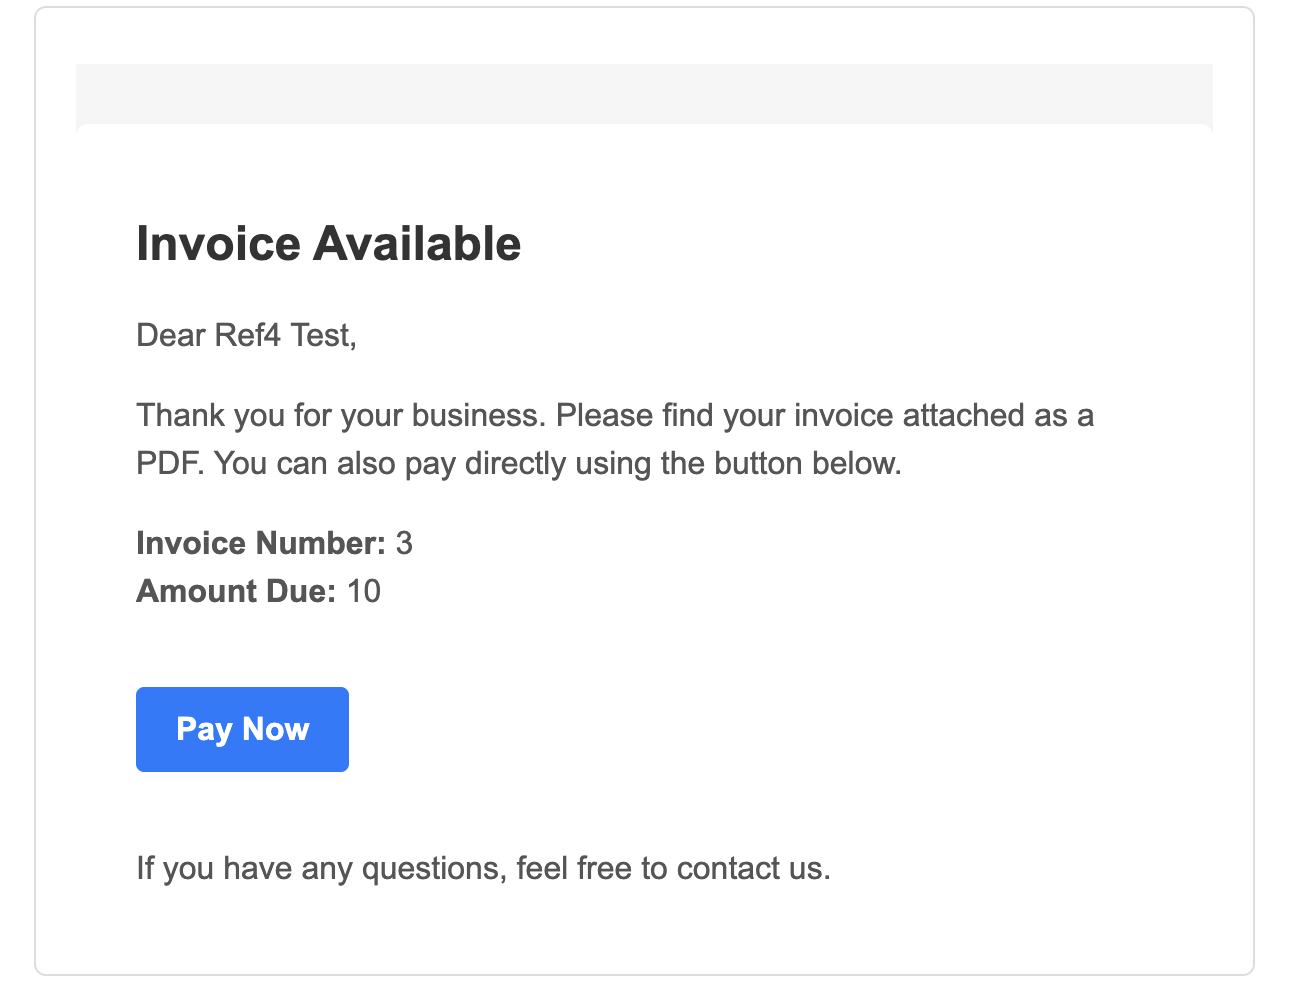 Invoice Available
Dear Ref4 Test,
Thank you for your business. Please find your invoice attached as a
PDF. You can also pay directly using the button below.
Invoice Number: 3
Amount Due: 10
Pay Now
If you have any questions, feel free to contact us.